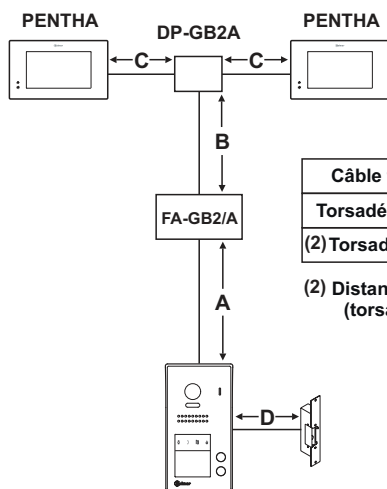 PENTHA
DP-GB2A
PENTHA
C
C
B
Câble
FA-GB2/A
Torsadé
(2) Torsad
A
(2) Distan
(torsa
D